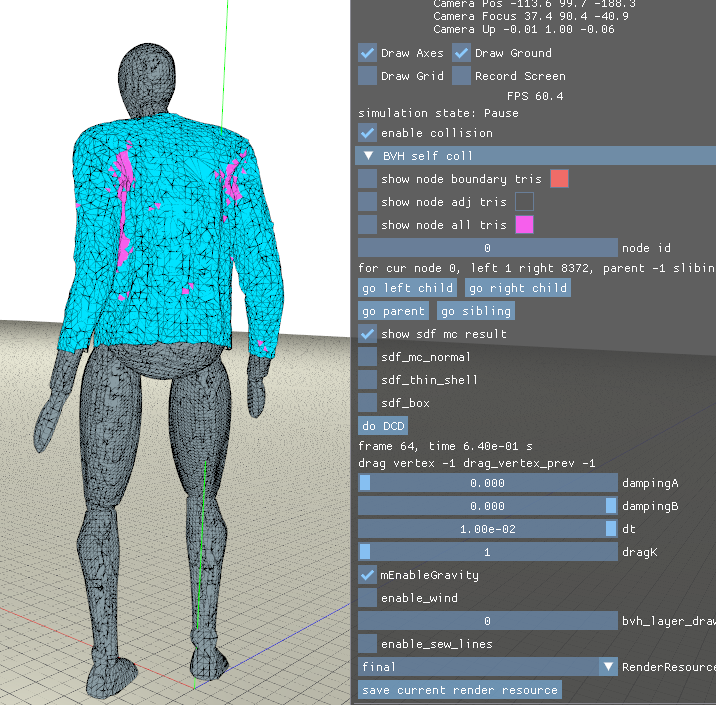 Camera Pos -113.6 99.7 -188.3
Camera Focus 37.4 90.4 -40.9
Camera Up -0.01 1.00 -0.06
Draw Axes Draw Ground
Draw Grid Record Screen
FPS 60.4
simulation state: Pause
enable collision
BVH self coll
show node boundary tris
show node adj tris
show node all tris
0 node id
for cur node 0, left 1 right 8372, parent -1 slibin
go left child go right child
go parent go sibling
show sdf mc result
sdf_mc_normal
sdf_thin_shell
sdf_box
do DCD
frame 64, time 6.40e-01 s
drag vertex -1 drag_vertex_prev -1
0.000 dampingA
0.000 dampingB
1.00e-02 dt
1 dragK
mEnableGravity
enable_wind
0 bvh_layer_draw
enable_sew_lines
final RenderResource
save current render resource